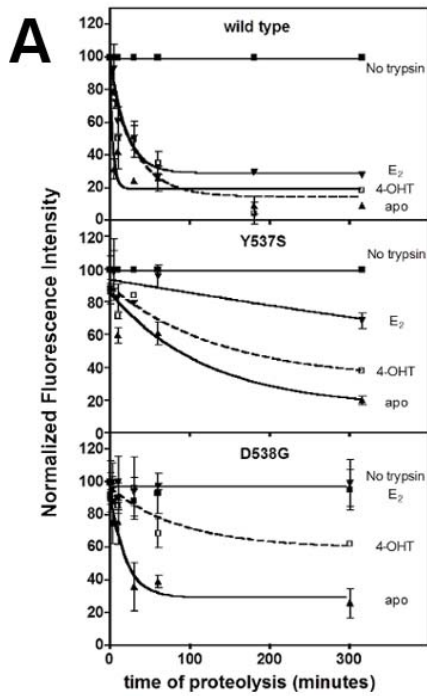 A
wild type
120
100
80
60
40
20
0
No trypsin
E2
4-OHT
apo
Normalized Fluorescence Intensity
Y537S
120
100
80
60
40
20
0
No trypsin
E2
4-OHT
apo
D538G
120
100
80
60
40
20
0
No trypsin
E2
4-OHT
apo
0 100 200 300
time of proteolysis (minutes)